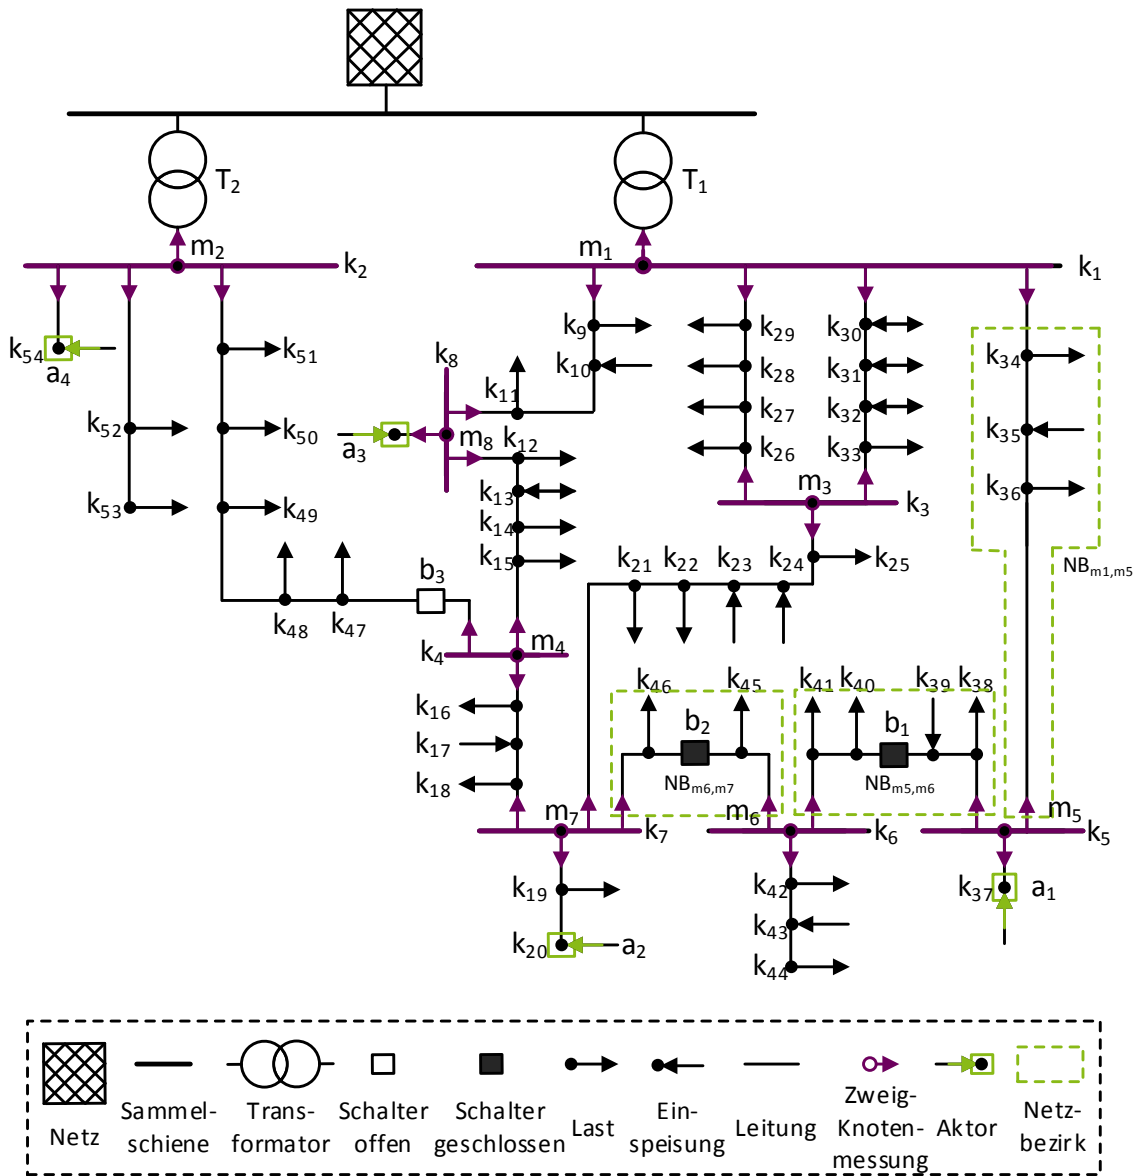 T₂
T₁
m₂
k₂
m₁
k₁
k₅₄
a₄
k₅₁
k₅₂
k₅₀
k₅₃
k₄₉
k₄₈
k₄₇
b₃
k₈
a₃
m₈
k₉
k₁₀
k₁₁
k₁₂
k₁₃
k₁₄
k₁₅
k₂₉
k₂₈
k₂₇
k₂₆
k₃₀
k₃₁
k₃₂
k₃₃
m₃
k₃
k₃₄
k₃₅
k₃₆
NBₘ₁,ₘ₅
k₂₁
k₂₂
k₂₃
k₂₄
k₂₅
k₄
m₄
k₁₆
k₁₇
k₁₈
k₄₆
k₄₅
b₂
NBₘ₆,ₘ₇
k₄₁
k₄₀
k₃₉
k₃₈
b₁
NBₘ₅,ₘ₆
m₇
k₇
m₆
k₆
m₅
k₅
k₁₉
k₂₀
a₂
k₄₂
k₄₃
k₄₄
k₃₇
a₁
Netz
Sammel-
schiene
Trans-
formator
Schalter
offen
Schalter
geschlossen
Last
Ein-
speisung
Leitung
Zweig-
Knoten-
messung
Aktor
Netz-
bezirk